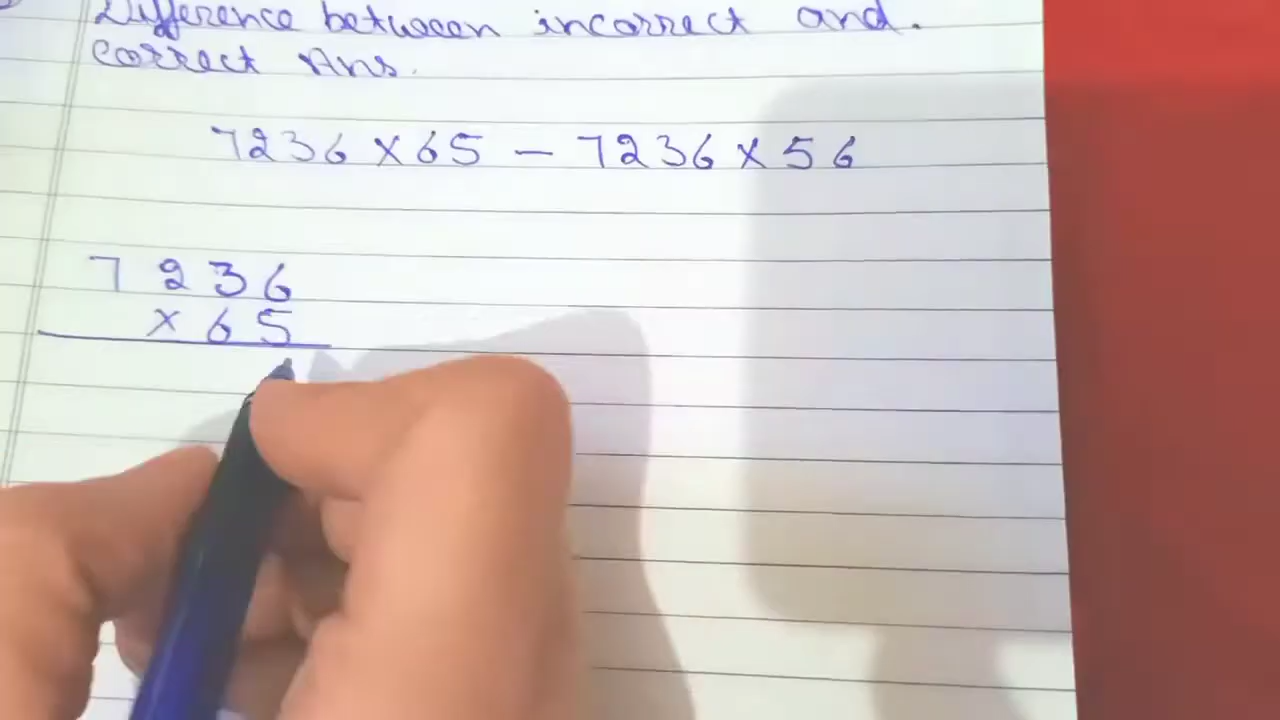 Difference between incorrect and.
correct Ans.
7236 × 65 - 7236 × 56
7236
× 65